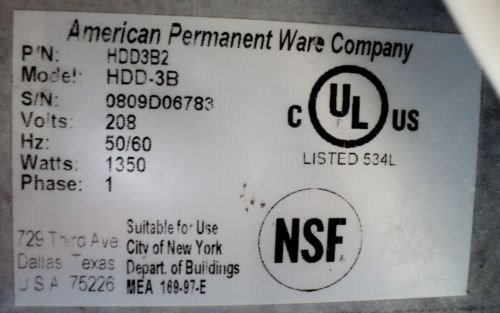 American Permanent Ware Company
P/N: HDD3B2
Model: HDD-3B
S/N: 0809D06783
Volts: 208
Hz: 50/60
Watts: 1350
Phase: 1
C UL US
LISTED 534L
729 Third Ave
Dallas, Texas
U.S.A. 75226
Suitable for Use
City of New York
Depart. of Buildings
MEA 169-97-E
NSF